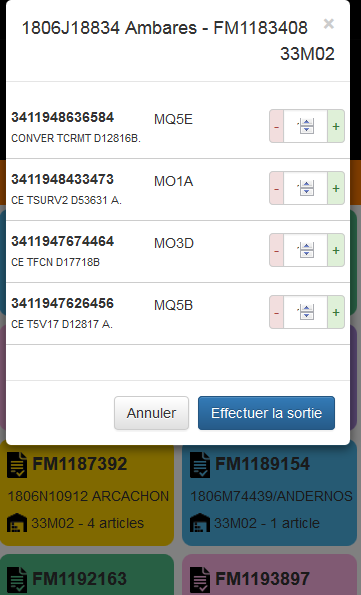 1806J18834 Ambares - FM1183408
×
33M02
3411948636584 MQ5E
CONVER TCRMT D12816B.
- +
3411948433473 MO1A
CE TSURV2 D53631 A.
- +
3411947674464 MO3D
CE TFCN D17718B
- +
3411947626456 MQ5B
CE T5V17 D12817 A.
- +
Annuler Effectuer la sortie
FM1187392 FM1189154
1806N10912 ARCACHON 1806M74439/ANDERNOS
33M02 - 4 articles 33M02 - 1 article
FM1192163 FM1193897